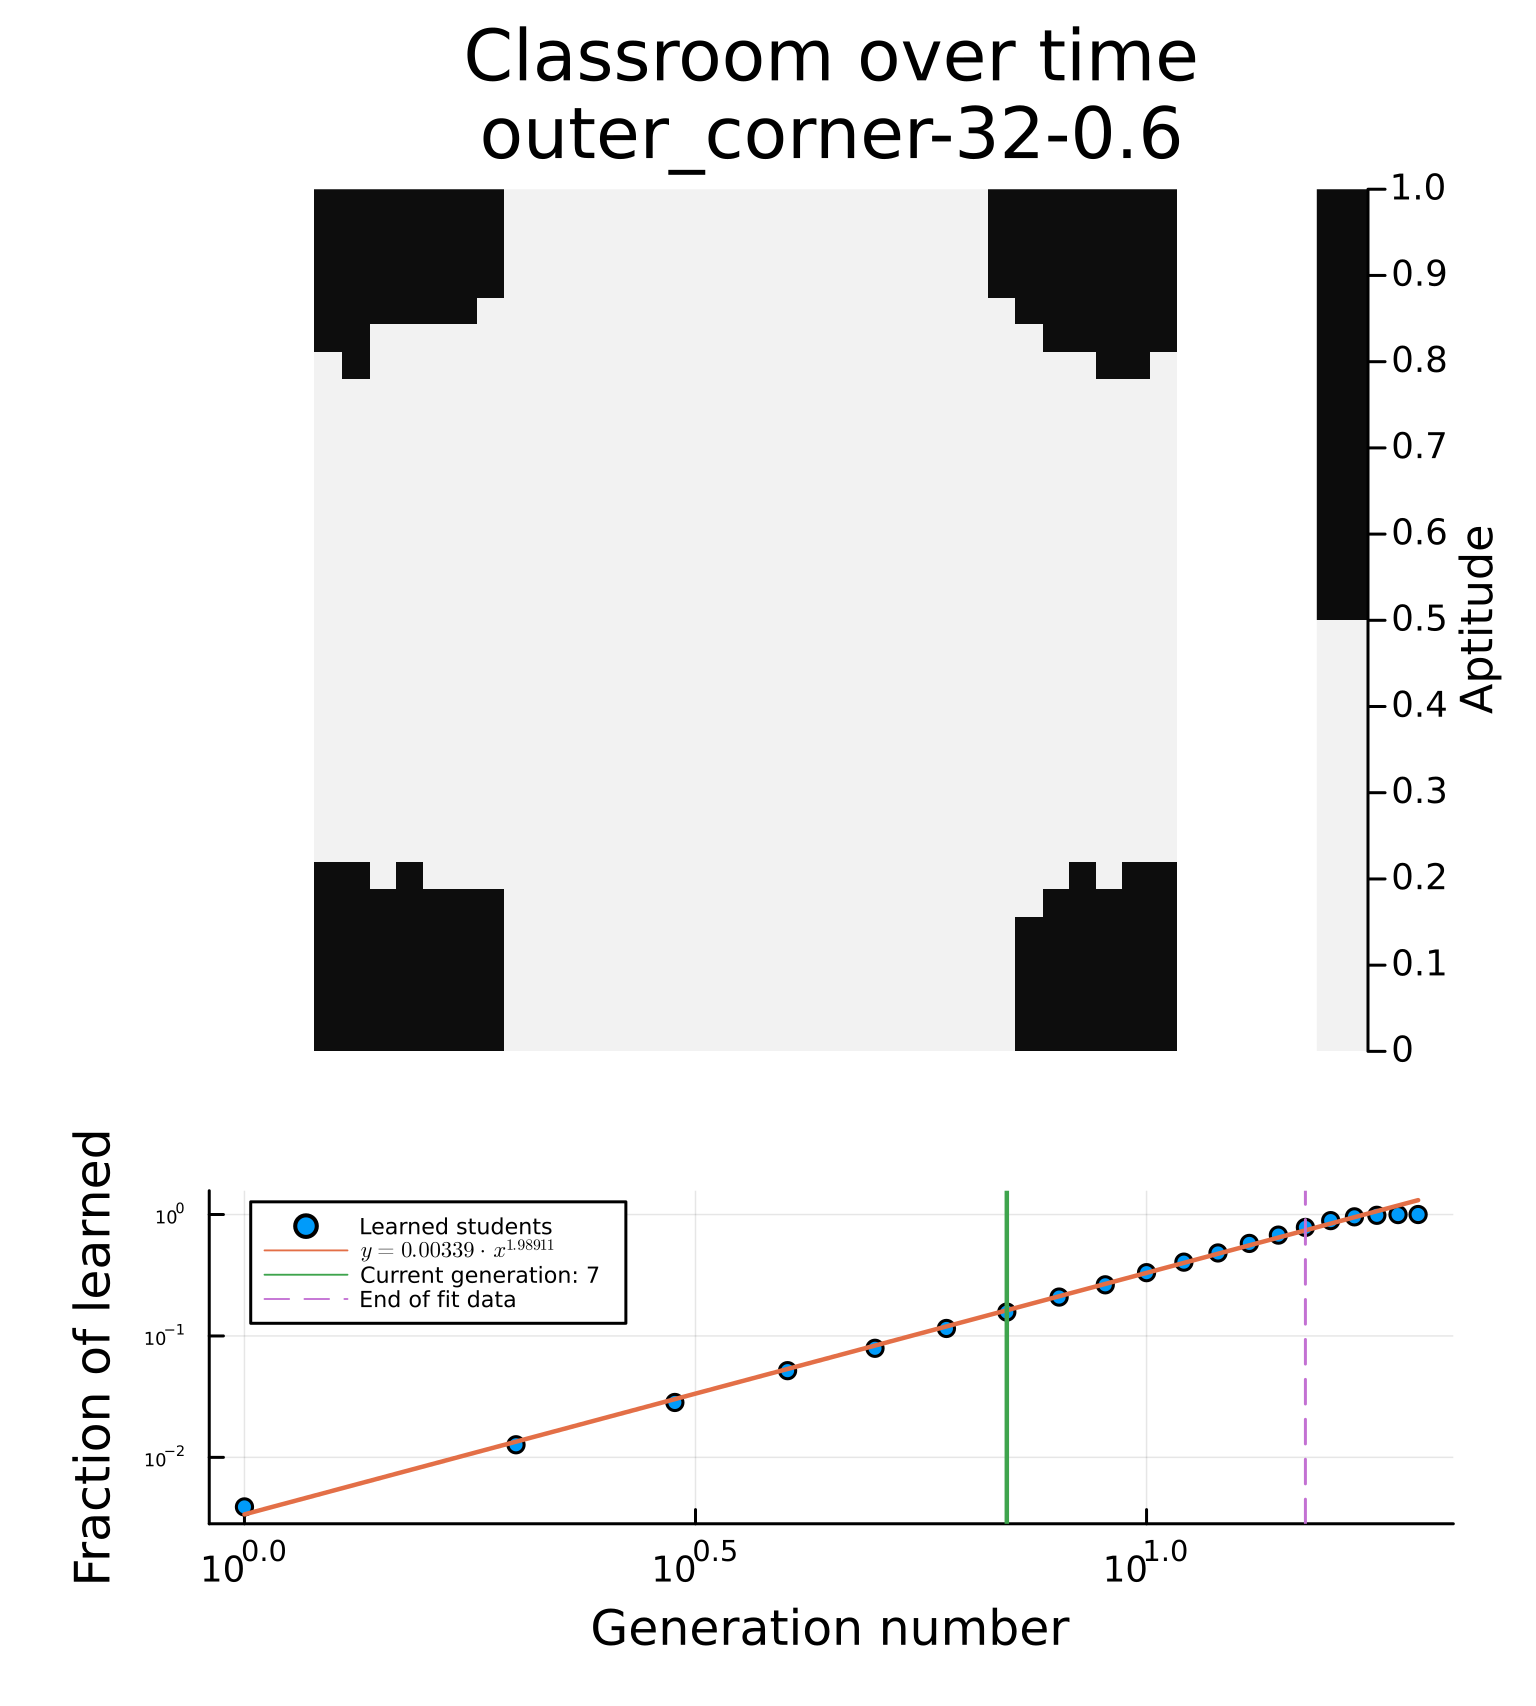 Classroom over time
outer_corner-32-0.6
1.0
0.9
0.8
0.7
0.6
0.5
0.4
0.3
0.2
0.1
0
Aptitude
Fraction of learned
10⁰
10⁻¹
10⁻²
Learned students
y = 0.00339 · x^1.98911
Current generation: 7
End of fit data
10^0.0
10^0.5
10^1.0
Generation number